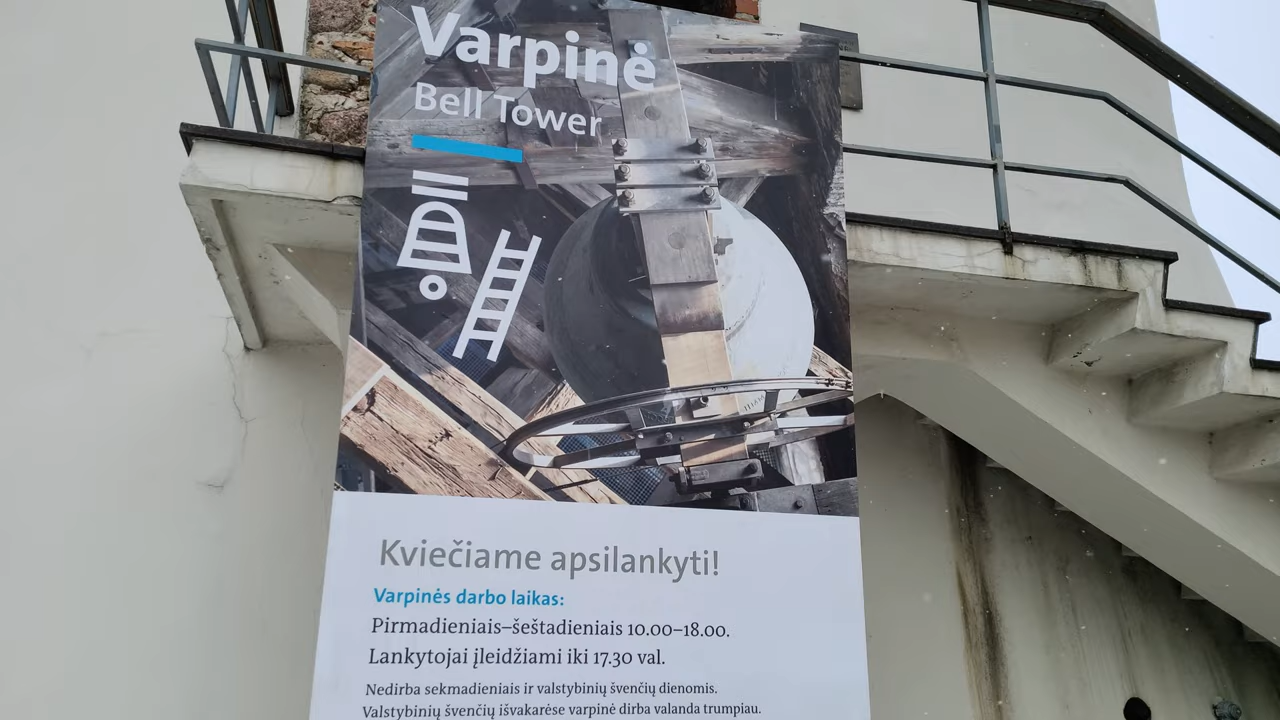 Varpinė
Bell Tower
Kviečiame apsilankyti!
Varpinės darbo laikas:
Pirmadieniais–šeštadieniais 10.00–18.00.
Lankytojai įleidžiami iki 17.30 val.
Nedirba sekmadieniais ir valstybinių švenčių dienomis.
Valstybinių švenčių išvakarėse varpinė dirba valanda trumpiau.